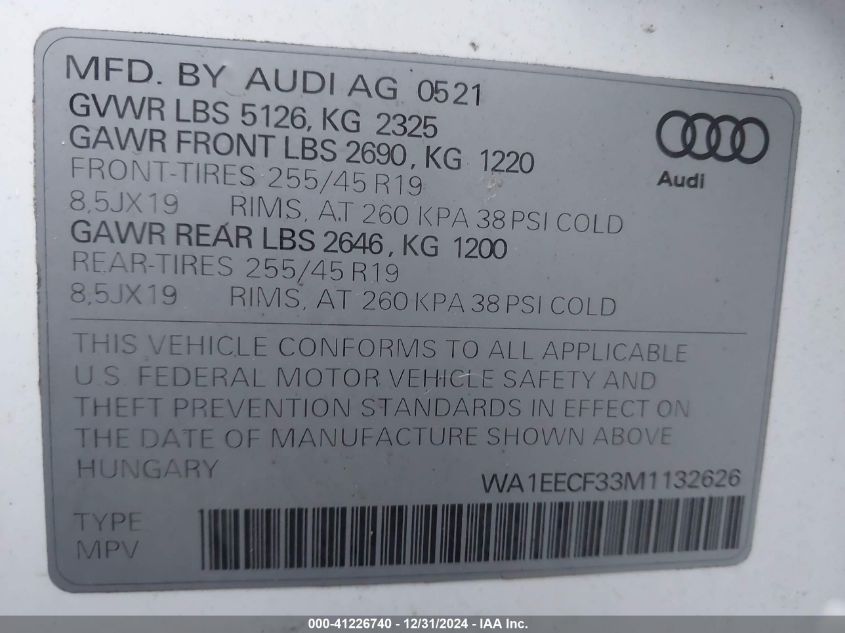 MFD. BY AUDI AG 0521
GVWR LBS 5126, KG 2325
GAWR FRONT LBS 2690, KG 1220
FRONT-TIRES 255/45 R19
8,5JX19 RIMS, AT 260 KPA 38 PSI COLD
GAWR REAR LBS 2646, KG 1200
REAR-TIRES 255/45 R19
8,5JX19 RIMS, AT 260 KPA 38 PSI COLD
Audi
THIS VEHICLE CONFORMS TO ALL APPLICABLE
U.S. FEDERAL MOTOR VEHICLE SAFETY AND
THEFT PREVENTION STANDARDS IN EFFECT ON
THE DATE OF MANUFACTURE SHOWN ABOVE
HUNGARY
WA1EECF33M1132626
TYPE
MPV
000-41226740 - 12/31/2024 - IAA Inc.